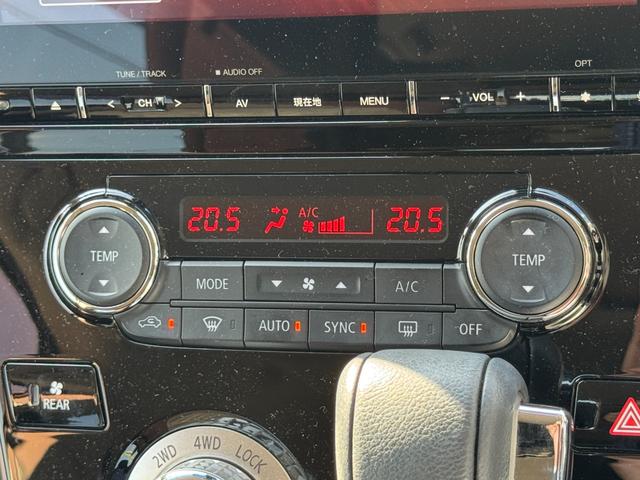 TUNE / TRACK
AUDIO OFF
OPT
< CH >
AV
現在地
MENU
- VOL +
20.5
A/C
20.5
TEMP
MODE
A/C
TEMP
AUTO
SYNC
OFF
REAR
2WD
4WD
LOCK